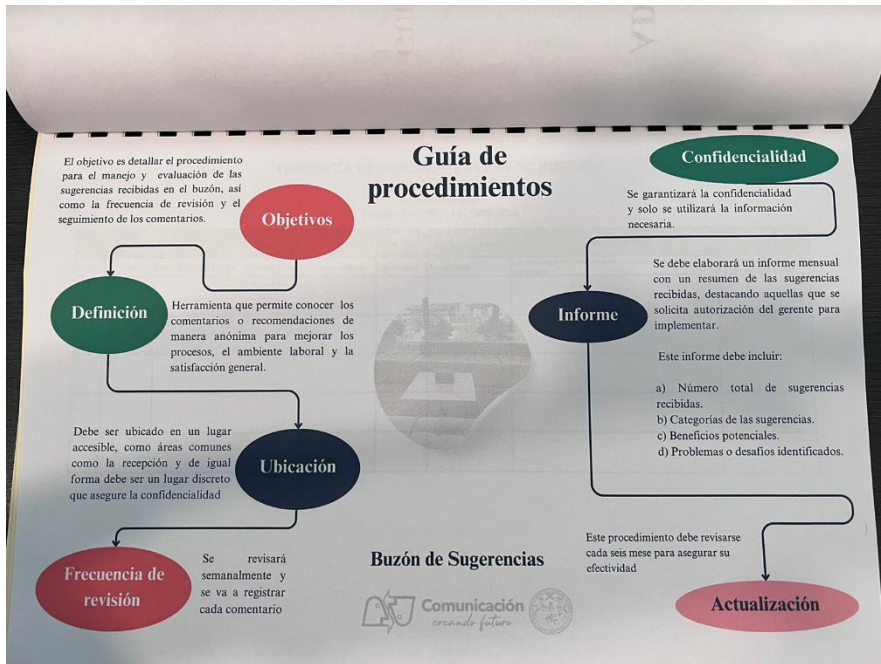 Guía de
procedimientos
El objetivo es detallar el procedimiento
para el manejo y evaluación de las
sugerencias recibidas en el buzón, así
como la frecuencia de revisión y el
seguimiento de los comentarios.
Objetivos
Definición
Herramienta que permite conocer los
comentarios o recomendaciones de
manera anónima para mejorar los
procesos, el ambiente laboral y la
satisfacción general.
Debe ser ubicado en un lugar
accesible, como áreas comunes
como la recepción y de igual
forma debe ser un lugar discreto
que asegure la confidencialidad
Ubicación
Frecuencia de
revisión
Se revisará
semanalmente y
se va a registrar
cada comentario
Confidencialidad
Se garantizará la confidencialidad
y solo se utilizará la información
necesaria.
Informe
Se debe elaborará un informe mensual
con un resumen de las sugerencias
recibidas, destacando aquellas que se
solicita autorización del gerente para
implementar.
Este informe debe incluir:
a) Número total de sugerencias
recibidas.
b) Categorías de las sugerencias.
c) Beneficios potenciales.
d) Problemas o desafíos identificados.
Este procedimiento debe revisarse
cada seis mese para asegurar su
efectividad
Actualización
Buzón de Sugerencias
Comunicación
creando futuro